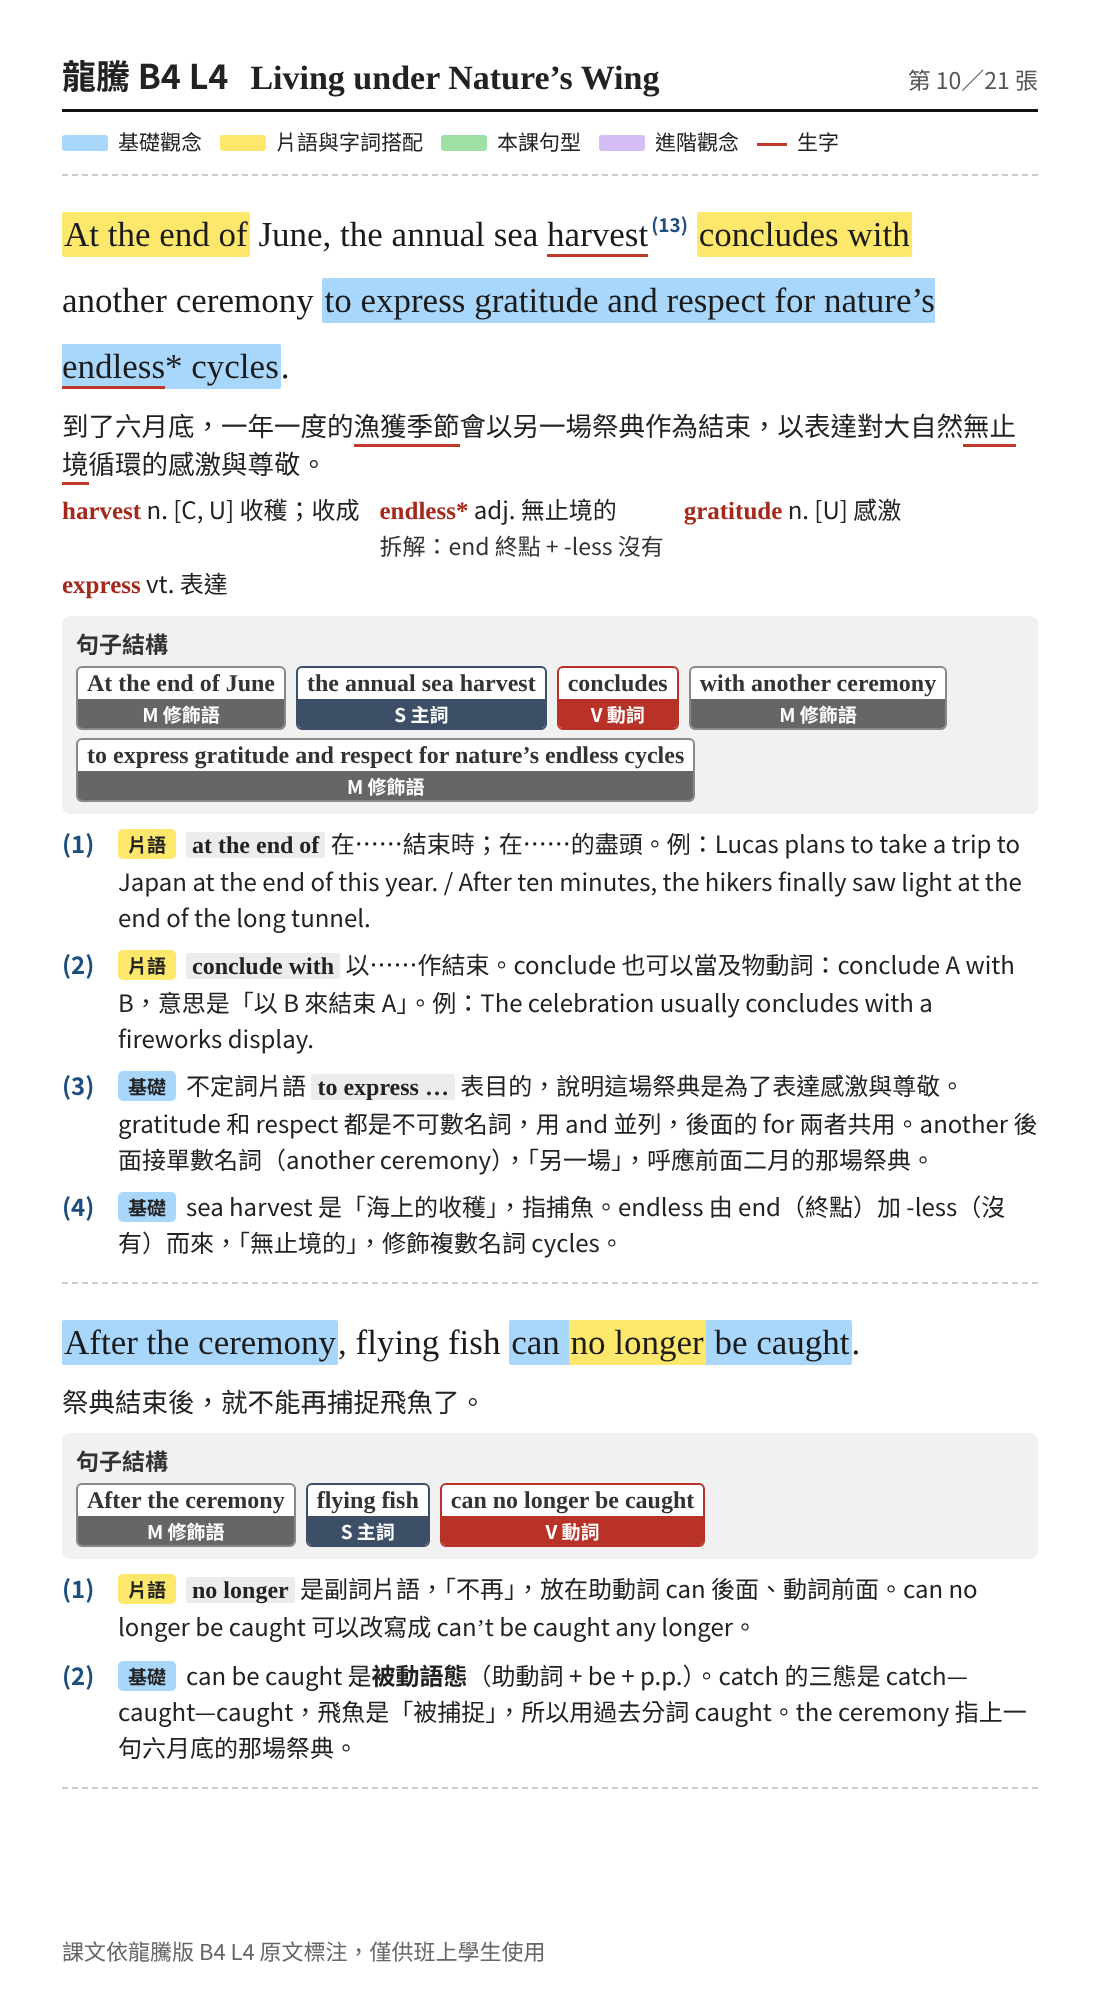 龍騰 B4 L4 Living under Nature’s Wing 第 10／21 張
基礎觀念 片語與字詞搭配 本課句型 進階觀念 生字
At the end of June, the annual sea harvest(13) concludes with
another ceremony to express gratitude and respect for nature’s
endless* cycles.
到了六月底，一年一度的漁獲季節會以另一場祭典作為結束，以表達對大自然無止
境循環的感激與尊敬。
harvest n. [C, U] 收穫；收成 endless* adj. 無止境的 gratitude n. [U] 感激
拆解：end 終點 + -less 沒有
express vt. 表達
句子結構
At the end of June the annual sea harvest concludes with another ceremony
M 修飾語 S 主詞 V 動詞 M 修飾語
to express gratitude and respect for nature’s endless cycles
M 修飾語
(1) 片語 at the end of 在⋯⋯結束時；在⋯⋯的盡頭。例：Lucas plans to take a trip to
Japan at the end of this year. / After ten minutes, the hikers finally saw light at the
end of the long tunnel.
(2) 片語 conclude with 以⋯⋯作結束。conclude 也可以當及物動詞：conclude A with
B，意思是「以 B 來結束 A」。例：The celebration usually concludes with a
fireworks display.
(3) 基礎 不定詞片語 to express … 表目的，說明這場祭典是為了表達感激與尊敬。
gratitude 和 respect 都是不可數名詞，用 and 並列，後面的 for 兩者共用。another 後
面接單數名詞（another ceremony），「另一場」，呼應前面二月的那場祭典。
(4) 基礎 sea harvest 是「海上的收穫」，指捕魚。endless 由 end（終點）加 -less（沒
有）而來，「無止境的」，修飾複數名詞 cycles。
After the ceremony, flying fish can no longer be caught.
祭典結束後，就不能再捕捉飛魚了。
句子結構
After the ceremony flying fish can no longer be caught
M 修飾語 S 主詞 V 動詞
(1) 片語 no longer 是副詞片語，「不再」，放在助動詞 can 後面、動詞前面。can no
longer be caught 可以改寫成 can’t be caught any longer。
(2) 基礎 can be caught 是被動語態（助動詞 + be + p.p.）。catch 的三態是 catch—
caught—caught，飛魚是「被捕捉」，所以用過去分詞 caught。the ceremony 指上一
句六月底的那場祭典。
課文依龍騰版 B4 L4 原文標注，僅供班上學生使用